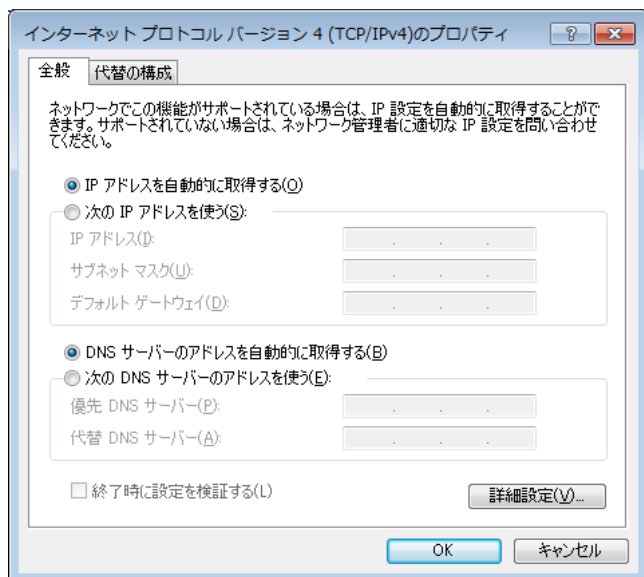 インターネット プロトコル バージョン 4 (TCP/IPv4)のプロパティ
全般
代替の構成
ネットワークでこの機能がサポートされている場合は、IP 設定を自動的に取得することがで
きます。サポートされていない場合は、ネットワーク管理者に適切な IP 設定を問い合わせ
てください。
IP アドレスを自動的に取得する(O)
次の IP アドレスを使う(S):
IP アドレス(I):
サブネット マスク(U):
デフォルト ゲートウェイ(D):
DNS サーバーのアドレスを自動的に取得する(B)
次の DNS サーバーのアドレスを使う(E):
優先 DNS サーバー(P):
代替 DNS サーバー(A):
終了時に設定を検証する(L)
詳細設定(V)...
OK
キャンセル